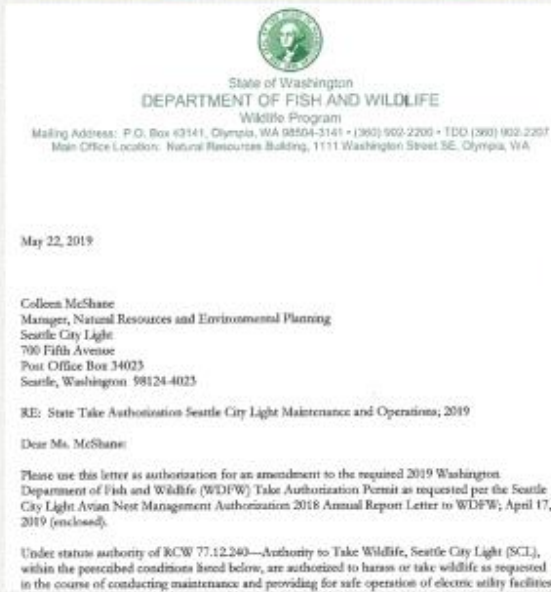 State of Washington
DEPARTMENT OF FISH AND WILDLIFE
Wildlife Program
Mailing Address: P.O. Box 43141, Olympia, WA 98504-3141 • (360) 902-2200 • TDD (360) 902-2207
Main Office Location: Natural Resources Building, 1111 Washington Street SE, Olympia, WA
May 22, 2019
Colleen McShane
Manager, Natural Resources and Environmental Planning
Seattle City Light
700 Fifth Avenue
Post Office Box 34023
Seattle, Washington 98124-4023
RE: State Take Authorization Seattle City Light Maintenance and Operations; 2019
Dear Ms. McShane:
Please use this letter as authorization for an amendment to the required 2019 Washington
Department of Fish and Wildlife (WDFW) Take Authorization Permit as requested per the Seattle
City Light Avian Nest Management Authorization 2018 Annual Report Letter to WDFW; April 17,
2019 (enclosed).
Under statute authority of RCW 77.12.240—Authority to Take Wildlife, Seattle City Light (SCL),
within the prescribed conditions listed below, are authorized to harass or take wildlife as requested
in the course of conducting maintenance and providing for safe operation of electric utility facilities